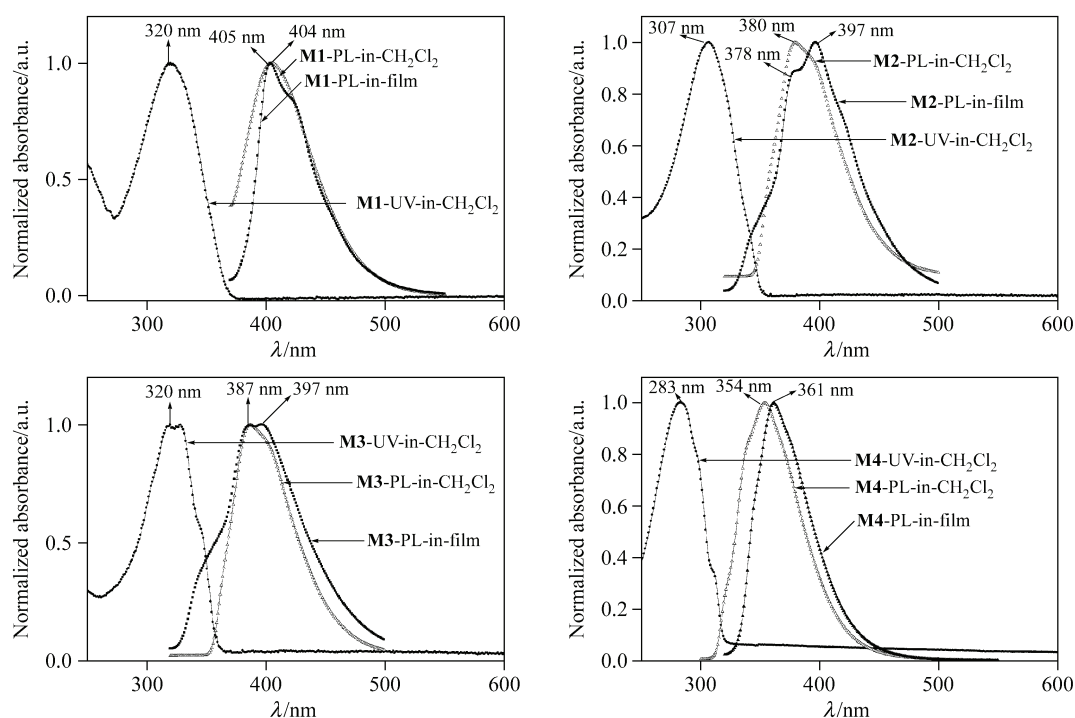 320 nm
405 nm
404 nm
M1-PL-in-CH₂Cl₂
M1-PL-in-film
M1-UV-in-CH₂Cl₂
Normalized absorbance/a.u.
1.0
0.5
0.0
300
400
500
600
λ/nm
307 nm
380 nm
397 nm
378 nm
M2-PL-in-CH₂Cl₂
M2-PL-in-film
M2-UV-in-CH₂Cl₂
Normalized absorbance/a.u.
1.0
0.8
0.6
0.4
0.2
0.0
300
400
500
600
λ/nm
320 nm
387 nm
397 nm
M3-UV-in-CH₂Cl₂
M3-PL-in-CH₂Cl₂
M3-PL-in-film
Normalized absorbance/a.u.
1.0
0.5
0.0
300
400
500
600
λ/nm
283 nm
354 nm
361 nm
M4-UV-in-CH₂Cl₂
M4-PL-in-CH₂Cl₂
M4-PL-in-film
Normalized absorbance/a.u.
1.0
0.8
0.6
0.4
0.2
0.0
300
400
500
600
λ/nm